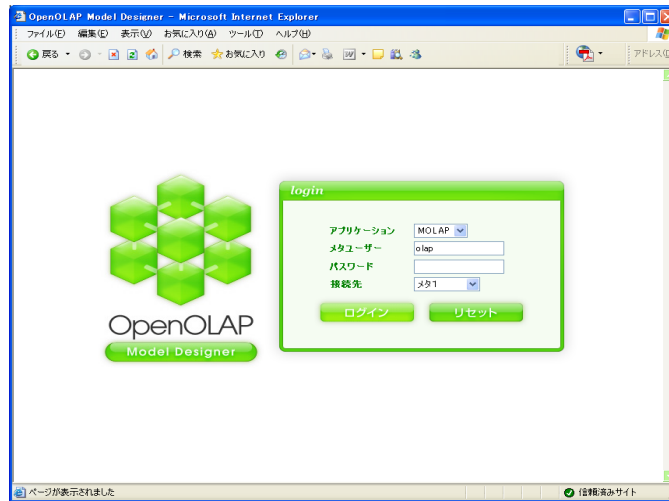 OpenOLAP Model Designer - Microsoft Internet Explorer
ファイル(F) 編集(E) 表示(V) お気に入り(A) ツール(T) ヘルプ(H)
戻る 検索 お気に入り アドレス(D
login
アプリケーション MOLAP
メタユーザー olap
パスワード
接続先 メタ1
ログイン リセット
OpenOLAP
Model Designer
ページが表示されました 信頼済みサイト